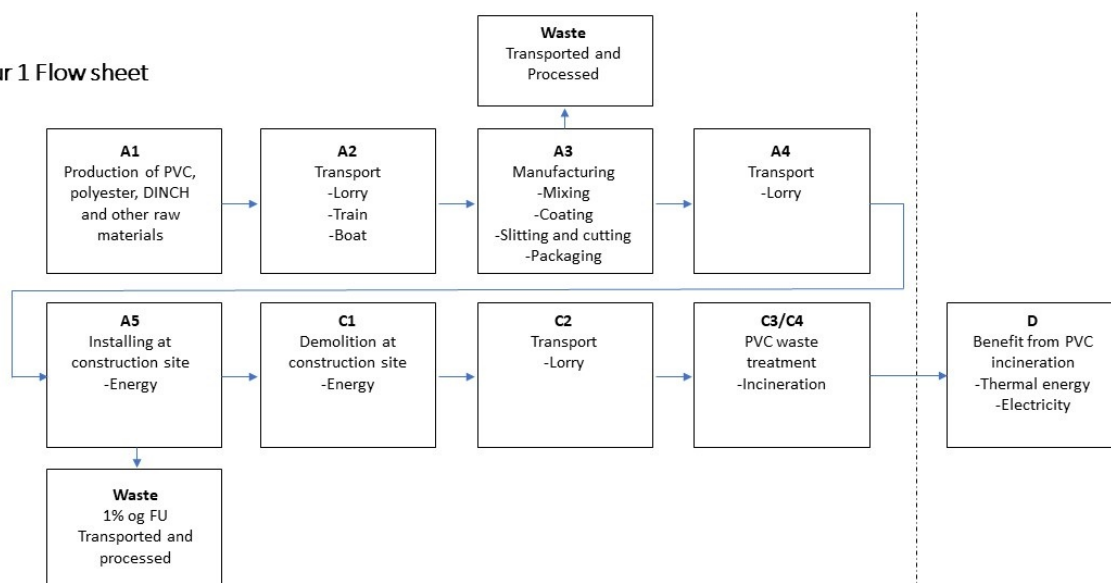 ur 1 Flow sheet
Waste
Transported and
Processed
A1
Production of PVC,
polyester, DINCH
and other raw
materials
A2
Transport
-Lorry
-Train
-Boat
A3
Manufacturing
-Mixing
-Coating
-Slitting and cutting
-Packaging
A4
Transport
-Lorry
A5
Installing at
construction site
-Energy
C1
Demolition at
construction site
-Energy
C2
Transport
-Lorry
C3/C4
PVC waste
treatment
-Incineration
D
Benefit from PVC
incineration
-Thermal energy
-Electricity
Waste
1% og FU
Transported and
processed